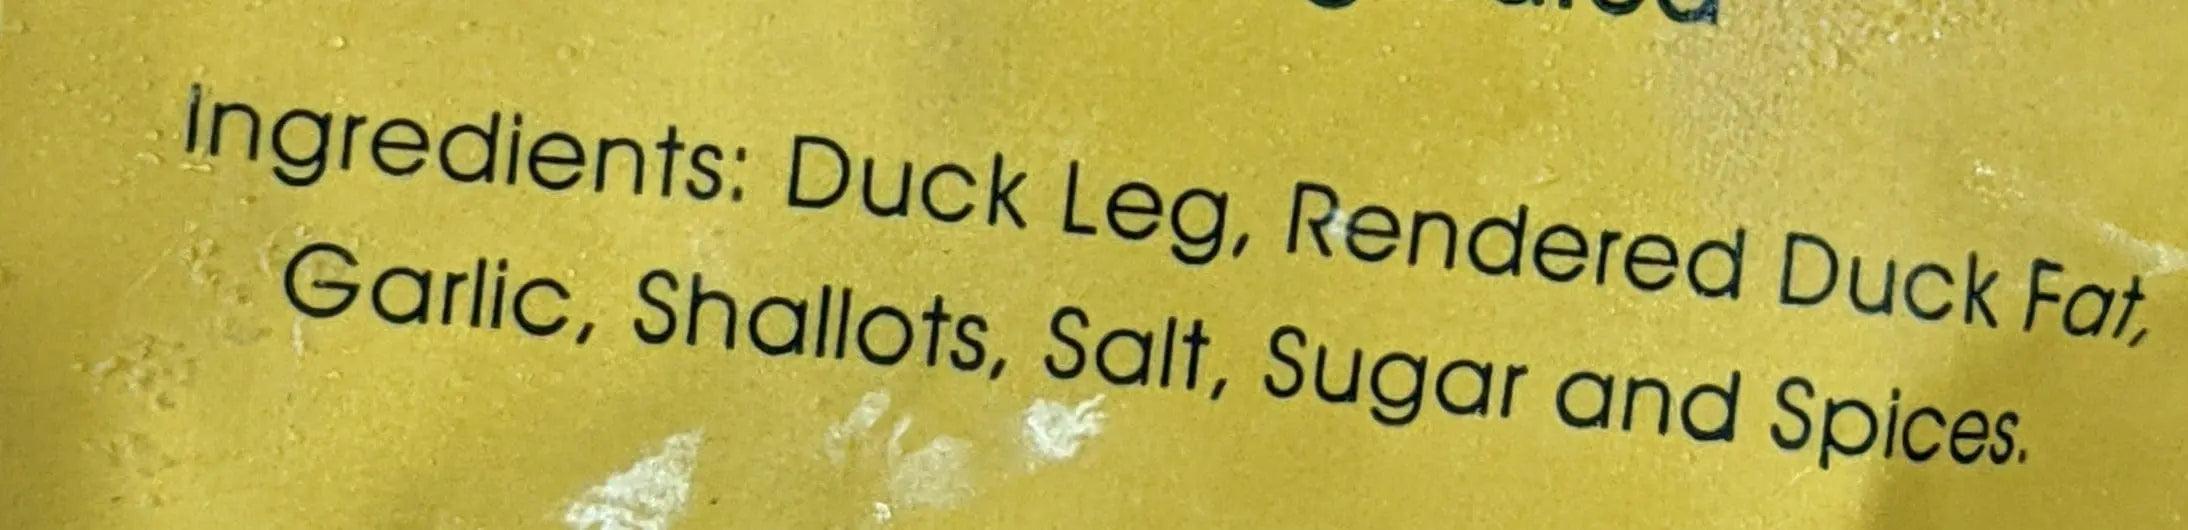 Ingredients: Duck Leg, Rendered Duck Fat,
Garlic, Shallots, Salt, Sugar and Spices.